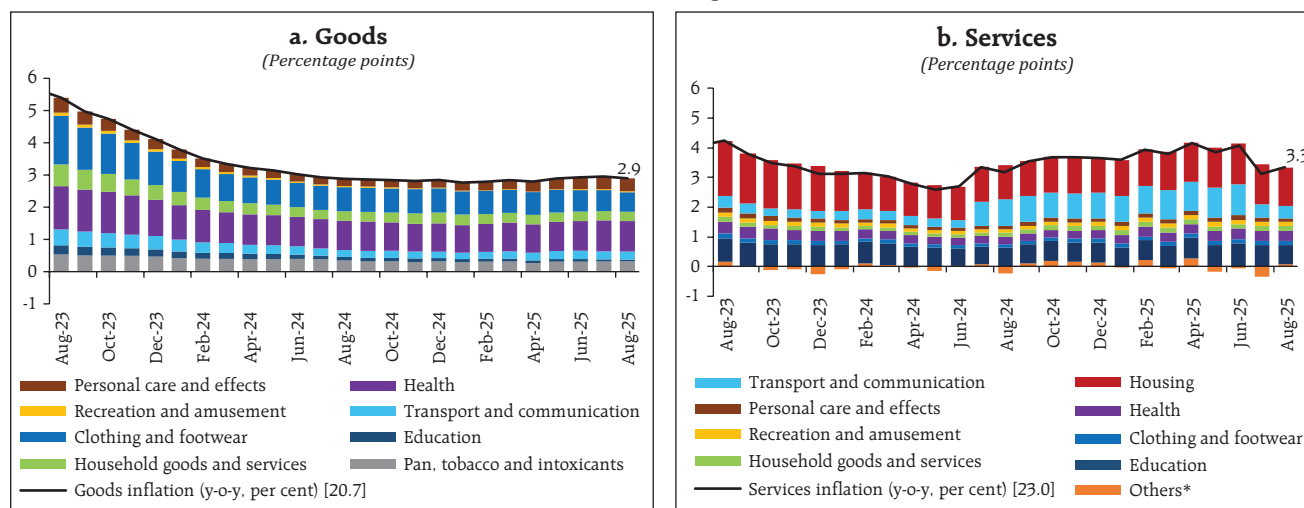 a. Goods
(Percentage points)
6
5
4
3
2
1
0
-1
2.9
Aug-23
Oct-23
Dec-23
Feb-24
Apr-24
Jun-24
Aug-24
Oct-24
Dec-24
Feb-25
Apr-25
Jun-25
Aug-25
Personal care and effects
Health
Recreation and amusement
Transport and communication
Clothing and footwear
Education
Household goods and services
Pan, tobacco and intoxicants
Goods inflation (y-o-y, per cent) [20.7]
b. Services
(Percentage points)
6
5
4
3
2
1
0
-1
3.3
Aug-23
Oct-23
Dec-23
Feb-24
Apr-24
Jun-24
Aug-24
Oct-24
Dec-24
Feb-25
Apr-25
Jun-25
Aug-25
Transport and communication
Housing
Personal care and effects
Health
Recreation and amusement
Clothing and footwear
Household goods and services
Education
Services inflation (y-o-y, per cent) [23.0]
Others*